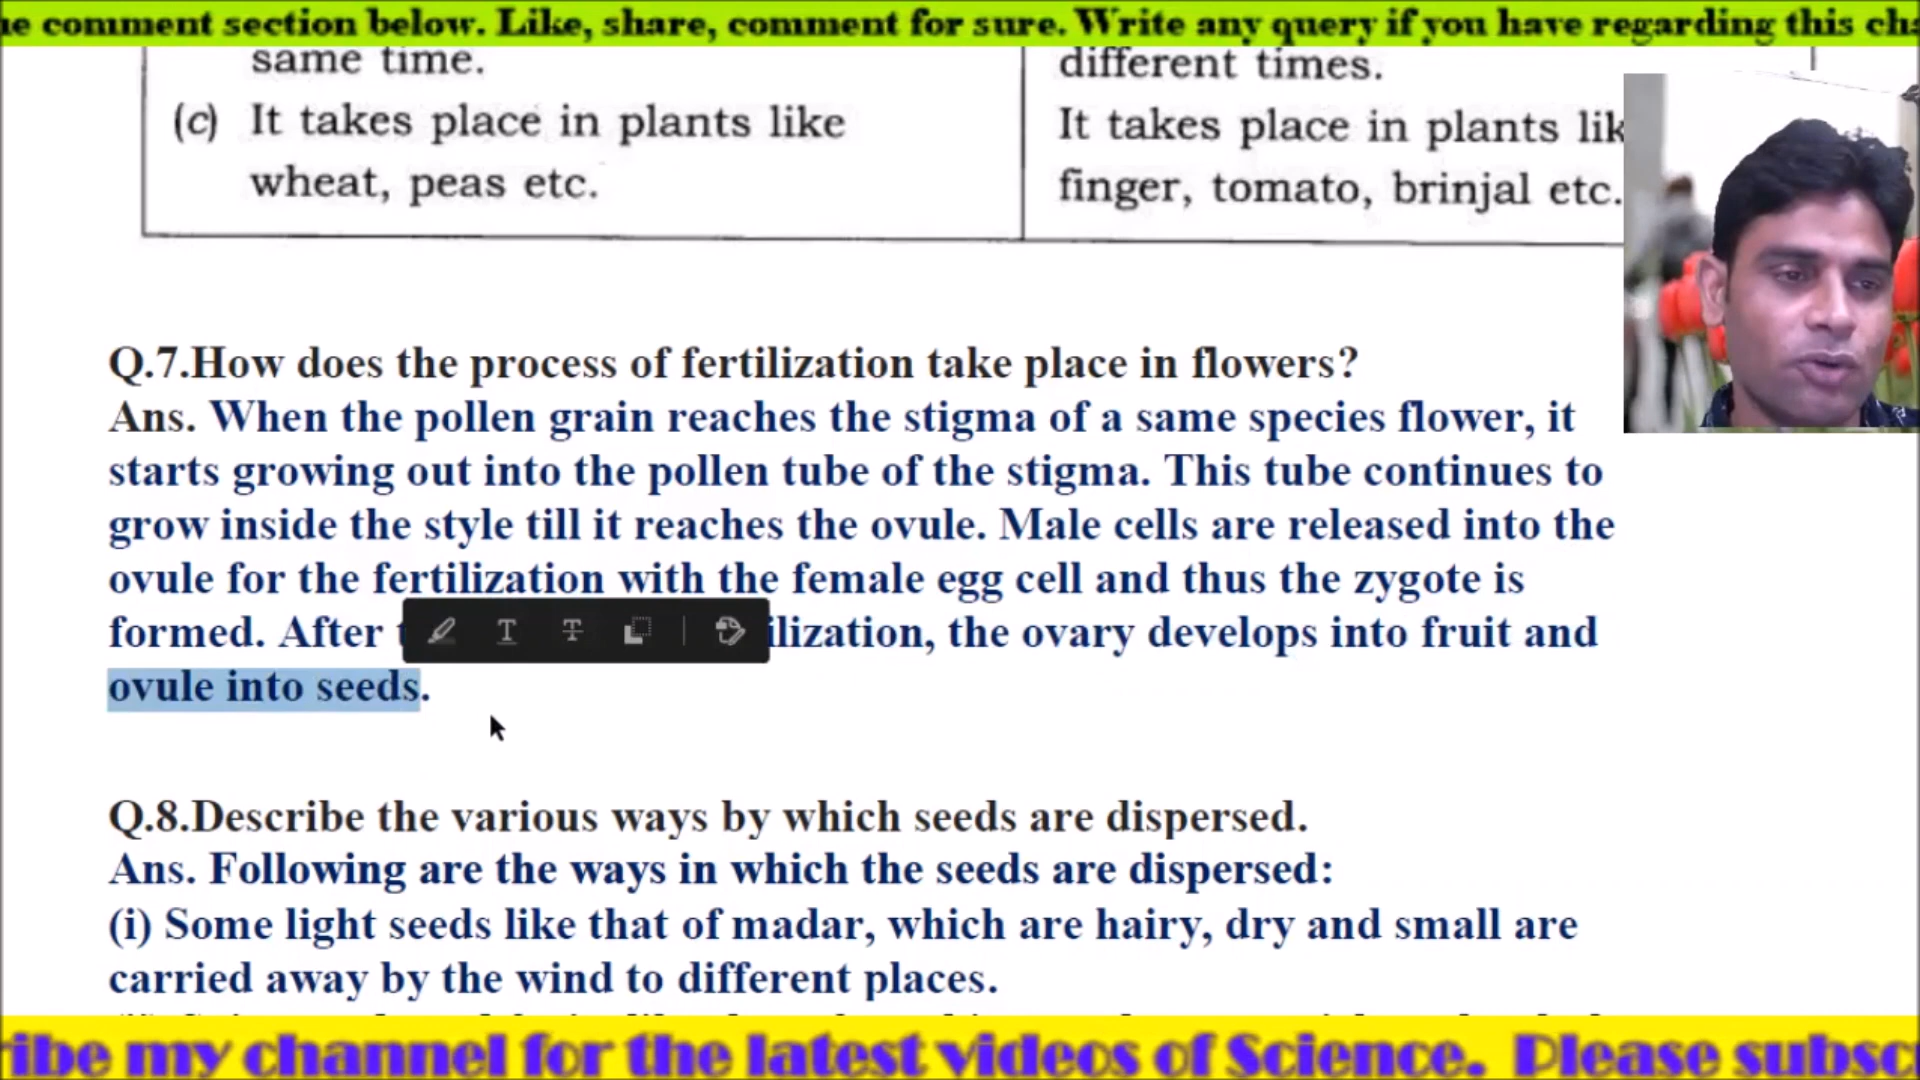 comment section below. Like, share, comment for sure. Write any query if you have regarding this
same time.
different times.
(c) It takes place in plants like
It takes place in plants
wheat, peas etc.
finger, tomato, brinjal etc.
Q.7.How does the process of fertilization take place in flowers?
Ans. When the pollen grain reaches the stigma of a same species flower, it
starts growing out into the pollen tube of the stigma. This tube continues to
grow inside the style till it reaches the ovule. Male cells are released into the
ovule for the fertilization with the female egg cell and thus the zygote is
formed. After ilization, the ovary develops into fruit and
ovule into seeds.
Q.8.Describe the various ways by which seeds are dispersed.
Ans. Following are the ways in which the seeds are dispersed:
(i) Some light seeds like that of madar, which are hairy, dry and small are
carried away by the wind to different places.
ibe my channel for the latest videos of Science. Please subsc